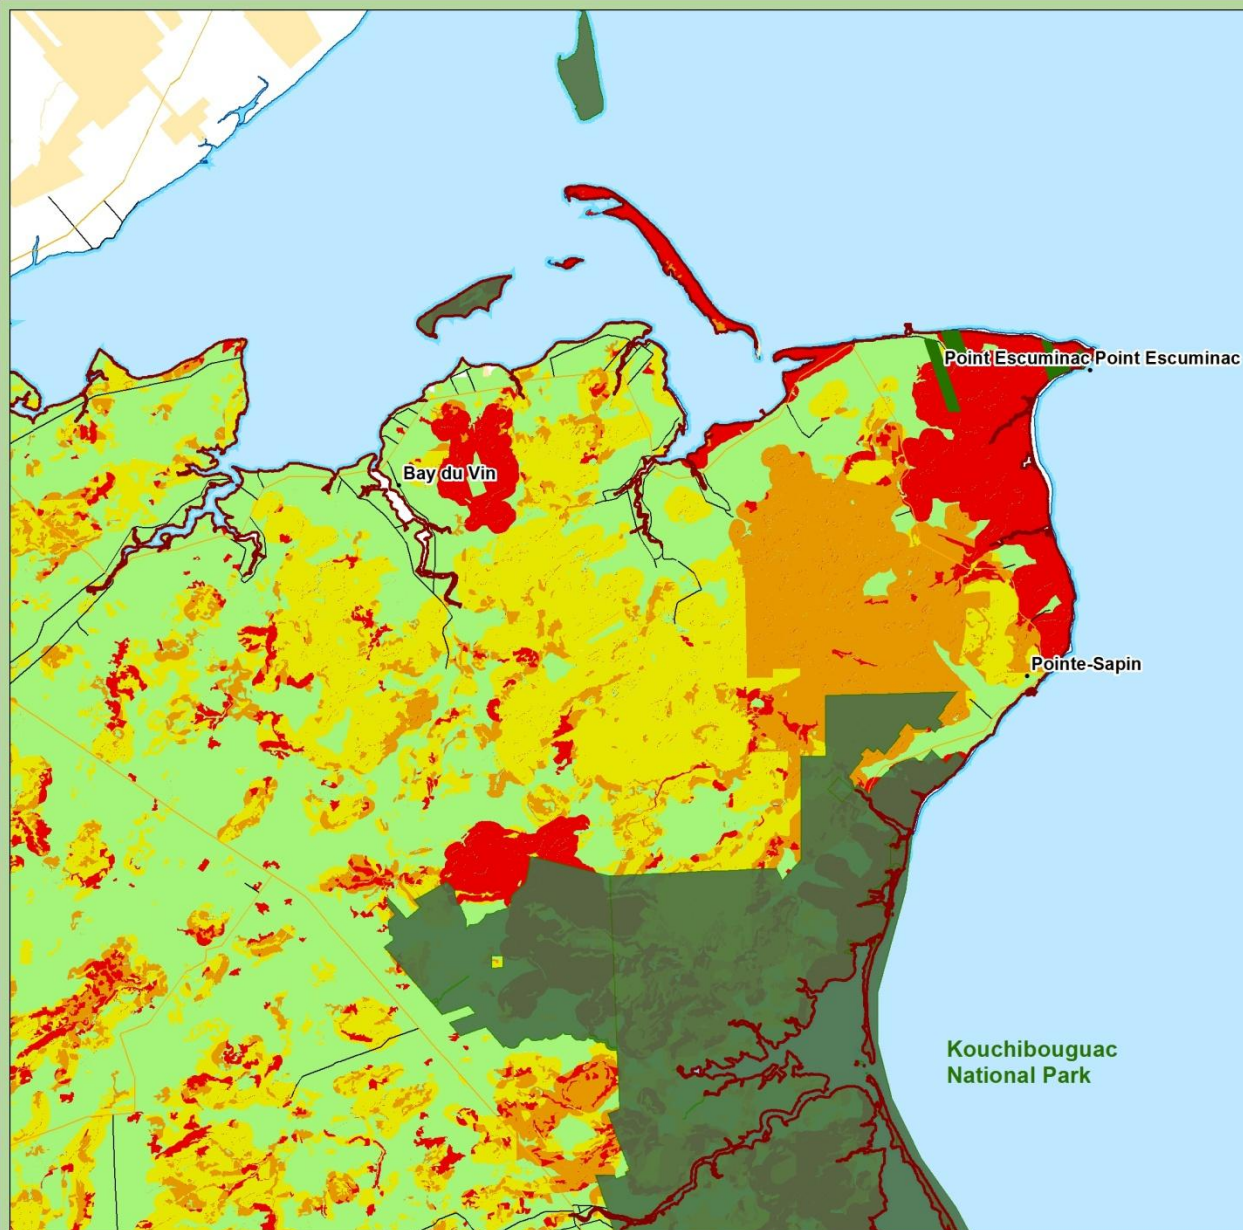 Point Escuminac Point Escuminac
Bay du Vin
Pointe-Sapin
Kouchibouguac
National Park